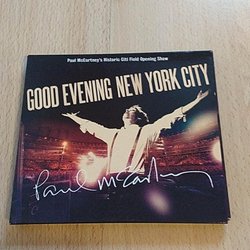 Paul McCartney's Historic Citi Field Opening Show
GOOD EVENING NEW YORK CITY
Paul McCartney